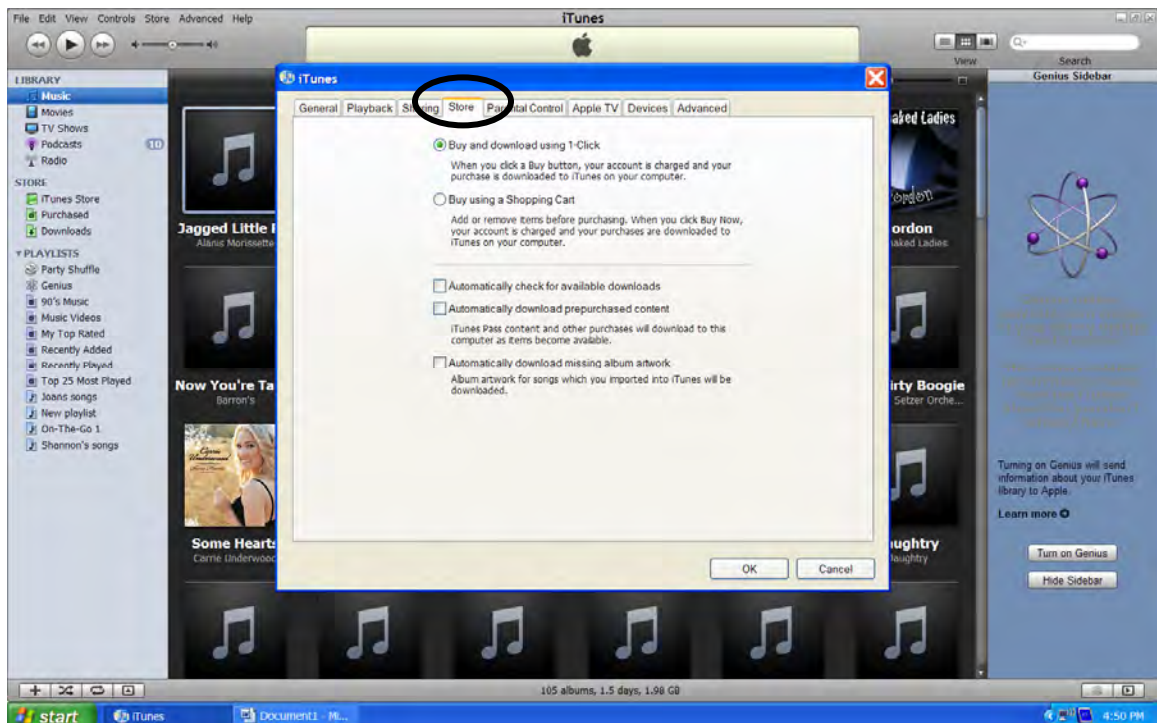 File Edit View Controls Store Advanced Help
iTunes
View
Search
LIBRARY
Music
Movies
TV Shows
Podcasts 10
Radio
STORE
iTunes Store
Purchased
Downloads
PLAYLISTS
Party Shuffle
Genius
90's Music
Music Videos
My Top Rated
Recently Added
Recently Played
Top 25 Most Played
Joans songs
New playlist
On-The-Go 1
Shannon's songs
Jagged Little
Alanis Morissette
Now You're Ta
Barron's
Some Hearts
Carrie Underwood
iTunes
General Playback Sharing Store Parental Control Apple TV Devices Advanced
Buy and download using 1-Click
When you click a Buy button, your account is charged and your
purchase is downloaded to iTunes on your computer.
Buy using a Shopping Cart
Add or remove items before purchasing. When you click Buy Now,
your account is charged and your purchases are downloaded to
iTunes on your computer.
Automatically check for available downloads
Automatically download prepurchased content
iTunes Pass content and other purchases will download to this
computer as items become available.
Automatically download missing album artwork
Album artwork for songs which you imported into iTunes will be
downloaded.
OK Cancel
aked Ladies
ordon
aked Ladies
irty Boogie
Setzer Orche...
ughtry
Daughtry
Genius Sidebar
Turning on Genius will send
information about your iTunes
library to Apple.
Learn more
Turn on Genius
Hide Sidebar
105 albums, 1.5 days, 1.98 GB
start iTunes Document1 - Mi... 4:50 PM